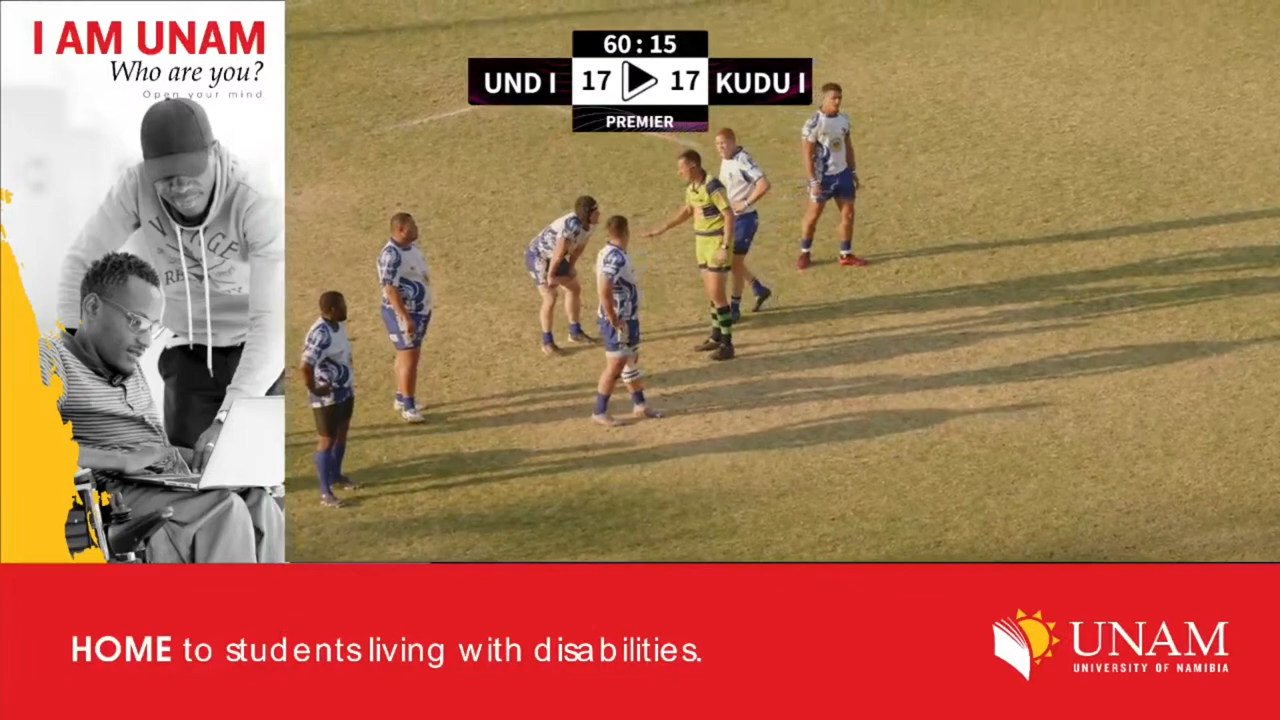 I AM UNAM
Who are you?
Open your mind
60:15
UND I 17 17 KUDU I
PREMIER
HOME to students living with disabilities.
UNAM
UNIVERSITY OF NAMIBIA